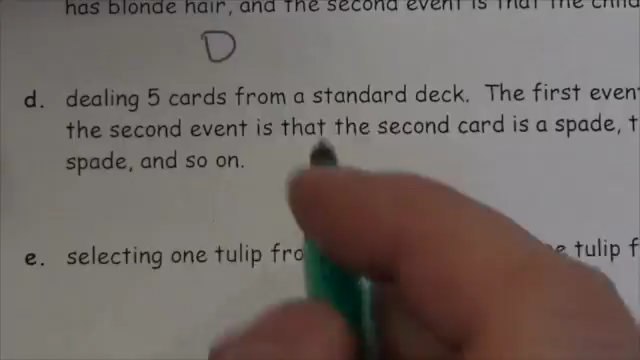 has blonde hair, and the second event is that the child
D
d. dealing 5 cards from a standard deck. The first event
the second event is that the second card is a spade,
spade, and so on.
e. selecting one tulip tulip